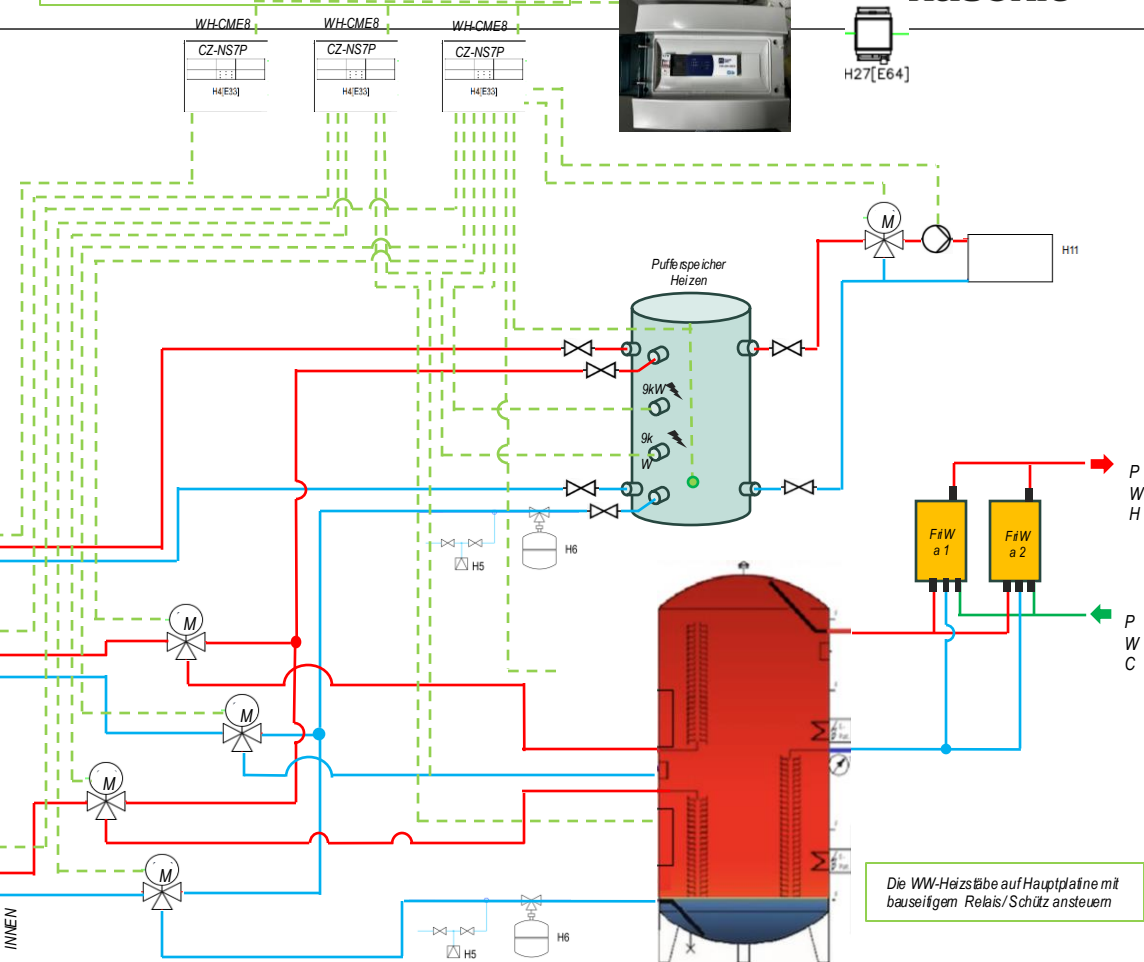 WH-CME8
WH-CME8
WH-CME8
CZ-NS7P
CZ-NS7P
CZ-NS7P
H4[E33]
H4[E33]
H4[E33]
H27[E64]
M
H11
Pufferspeicher
Heizen
9kW
9k
W
P
W
H
FriW
a 1
FriW
a 2
H6
H5
P
W
C
M
M
M
M
Die WW-Heizstäbe auf Hauptplatine mit
bauseitigem Relais/ Schütz ansteuern
INNEN
H6
H5